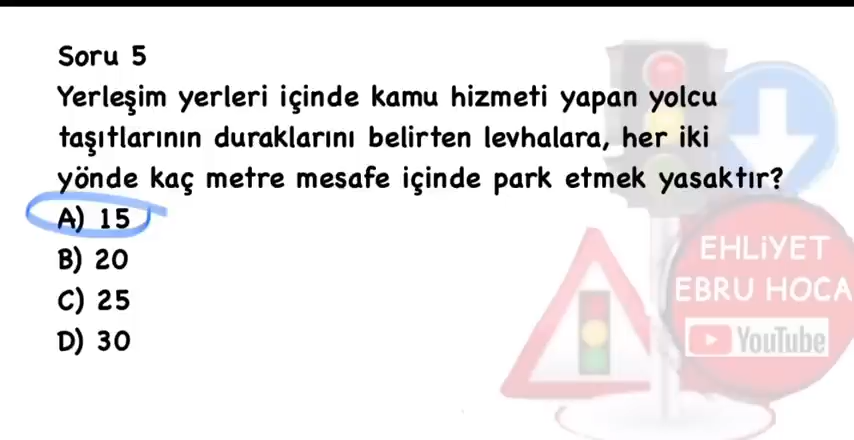 Soru 5
Yerleşim yerleri içinde kamu hizmeti yapan yolcu
taşıtlarının duraklarını belirten levhalara, her iki
yönde kaç metre mesafe içinde park etmek yasaktır?
A) 15
B) 20
C) 25
D) 30
EHLİYET
EBRU HOCA
YouTube